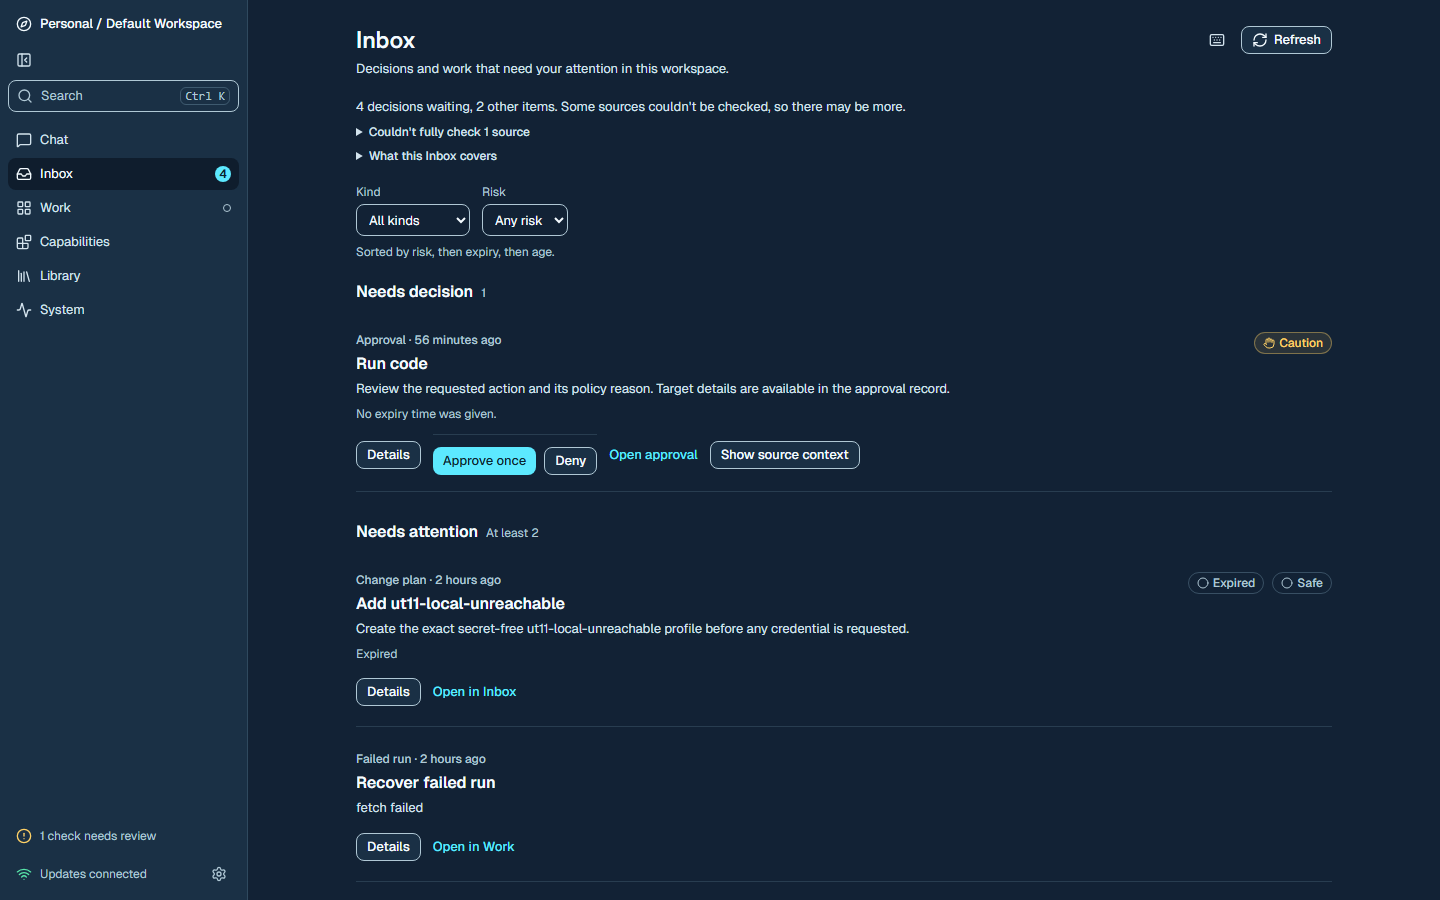 Personal / Default Workspace
Search Ctrl K
Chat
Inbox 4
Work
Capabilities
Library
System
1 check needs review
Updates connected
Inbox
Refresh
Decisions and work that need your attention in this workspace.
4 decisions waiting, 2 other items. Some sources couldn't be checked, so there may be more.
Couldn't fully check 1 source
What this Inbox covers
Kind Risk
All kinds Any risk
Sorted by risk, then expiry, then age.
Needs decision 1
Approval · 56 minutes ago Caution
Run code
Review the requested action and its policy reason. Target details are available in the approval record.
No expiry time was given.
Details Approve once Deny Open approval Show source context
Needs attention At least 2
Change plan · 2 hours ago Expired Safe
Add ut11-local-unreachable
Create the exact secret-free ut11-local-unreachable profile before any credential is requested.
Expired
Details Open in Inbox
Failed run · 2 hours ago
Recover failed run
fetch failed
Details Open in Work